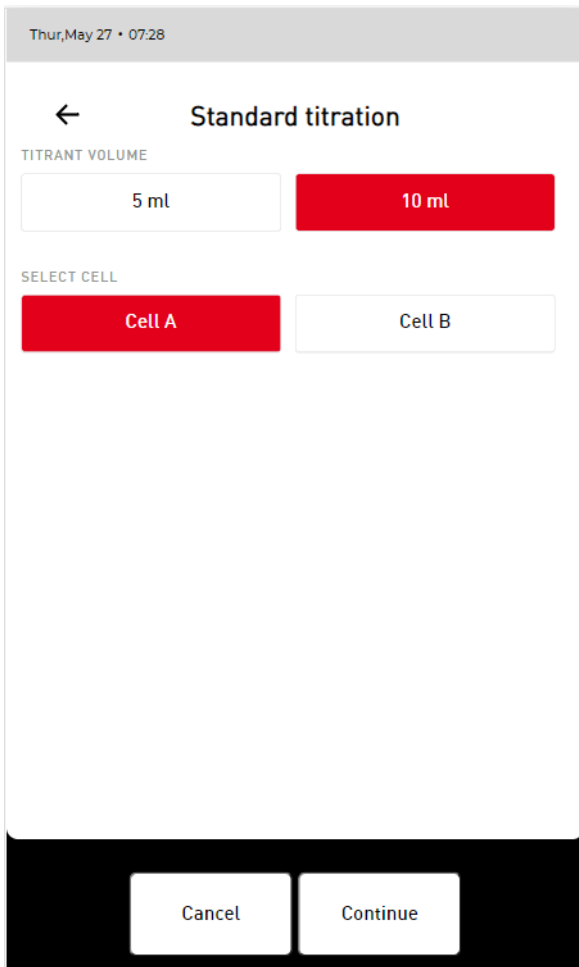 Thur,May 27 • 07:28
Standard titration
TITRANT VOLUME
5 ml 10 ml
SELECT CELL
Cell A Cell B
Cancel Continue